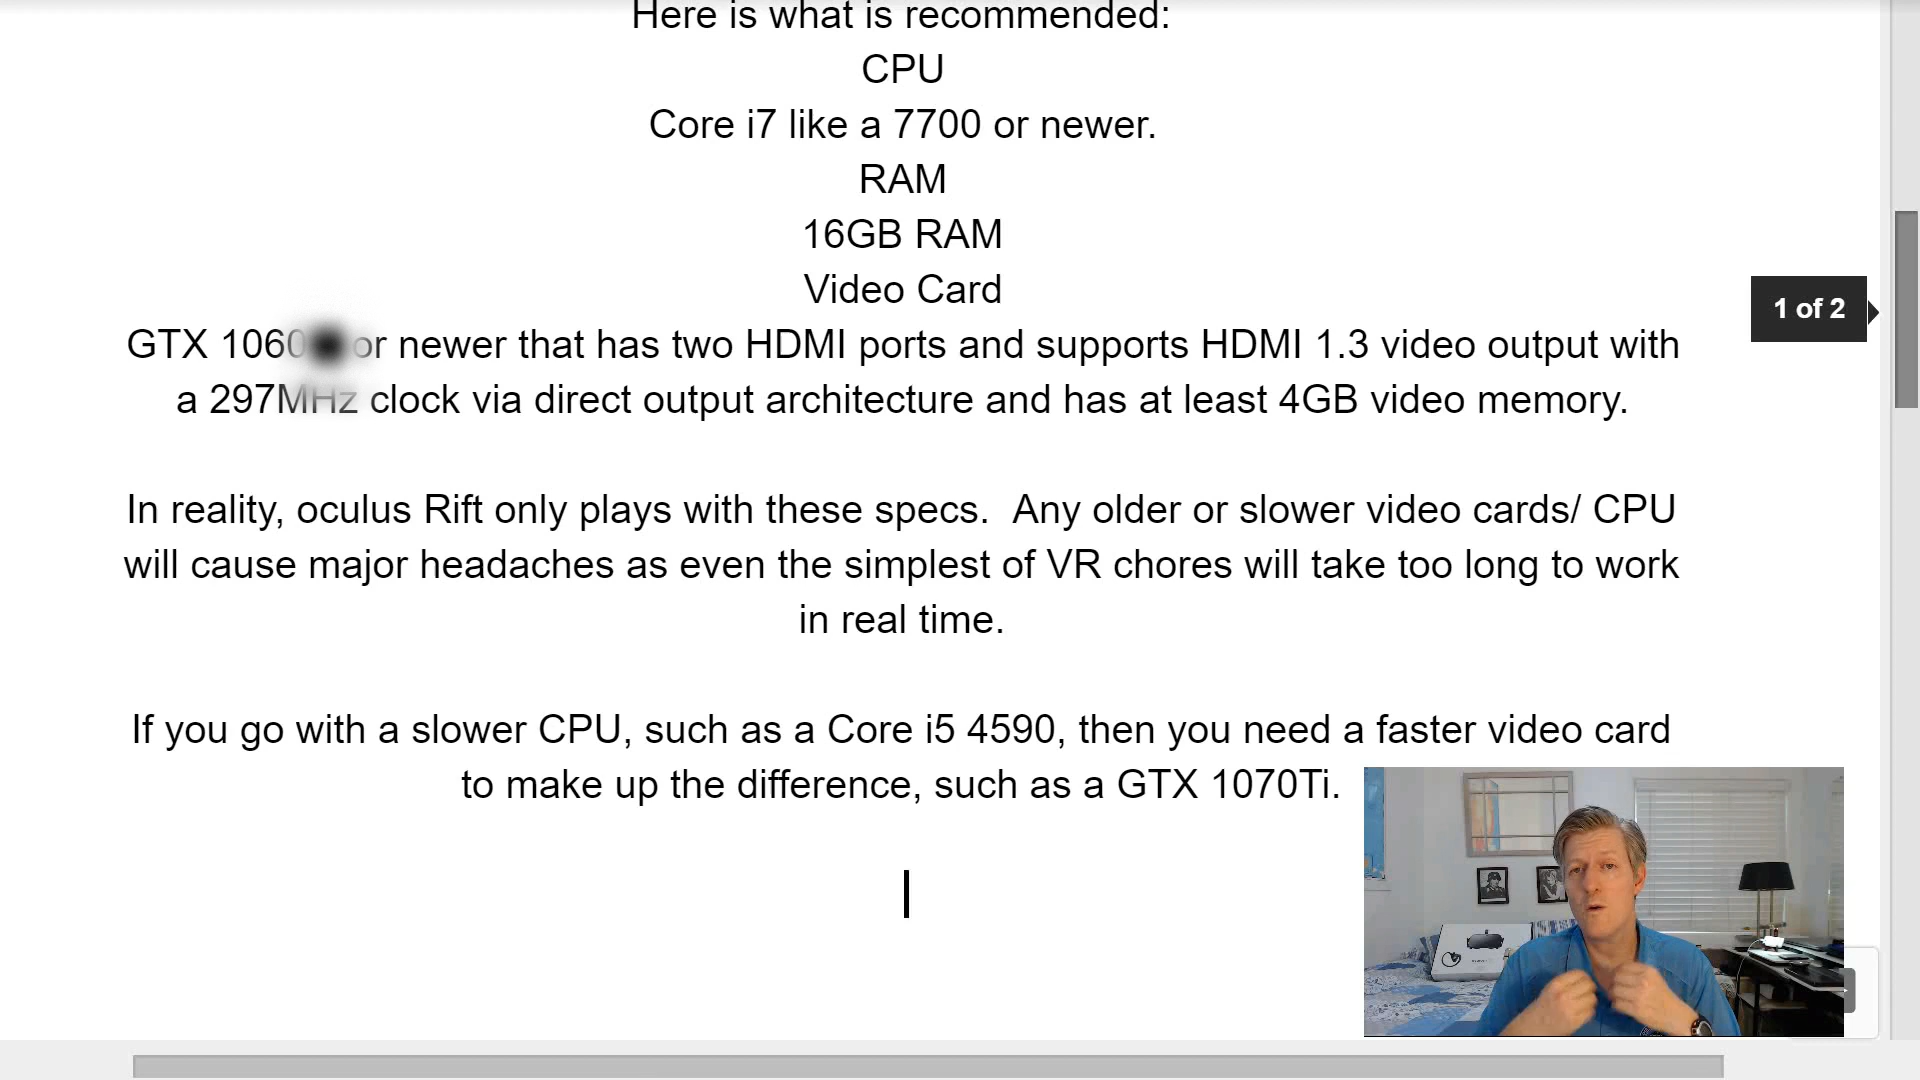 Here is what is recommended:
CPU
Core i7 like a 7700 or newer.
RAM
16GB RAM
Video Card
GTX 1060 or newer that has two HDMI ports and supports HDMI 1.3 video output with
a 297MHz clock via direct output architecture and has at least 4GB video memory.
In reality, oculus Rift only plays with these specs.  Any older or slower video cards/ CPU
will cause major headaches as even the simplest of VR chores will take too long to work
in real time.
If you go with a slower CPU, such as a Core i5 4590, then you need a faster video card
to make up the difference, such as a GTX 1070Ti.
1 of 2